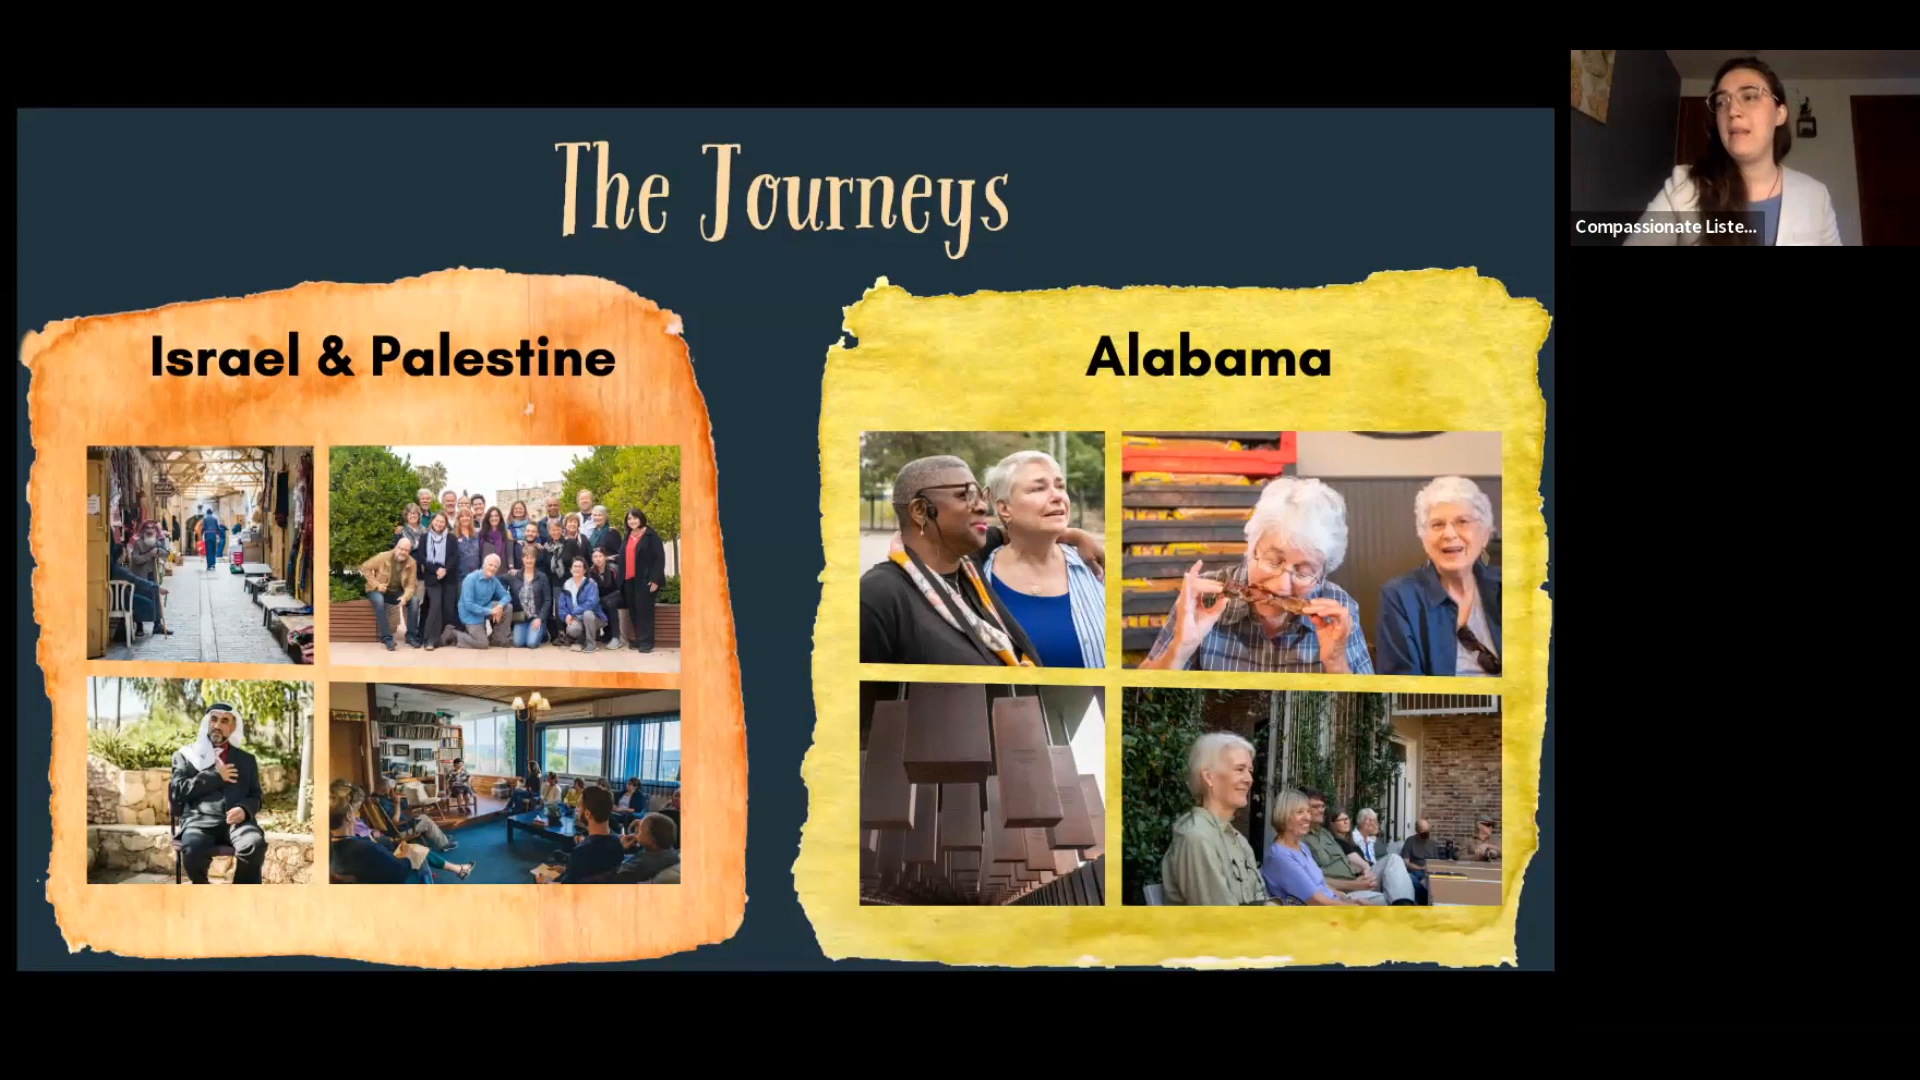 The Journeys
Israel & Palestine
Alabama
Compassionate Liste...